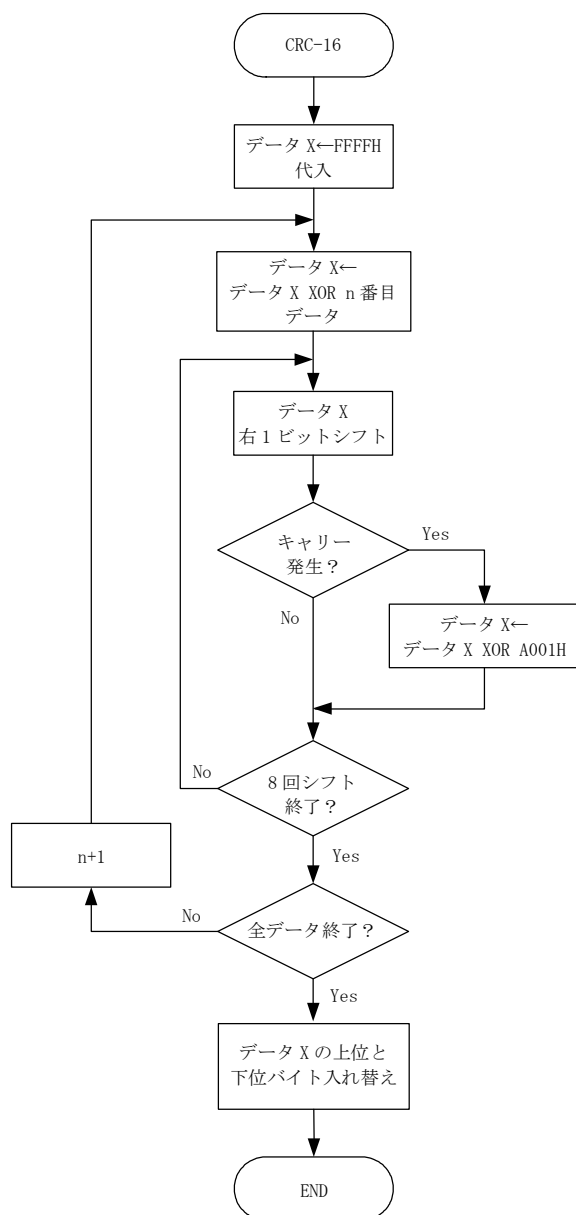 CRC-16
データ X←FFFFH
代入
データ X←
データ X XOR n 番目
データ
データ X
右 1 ビットシフト
キャリー
発生？
Yes
No
データ X←
データ X XOR A001H
8 回シフト
終了？
No
Yes
n+1
全データ終了？
No
Yes
データ X の上位と
下位バイト入れ替え
END